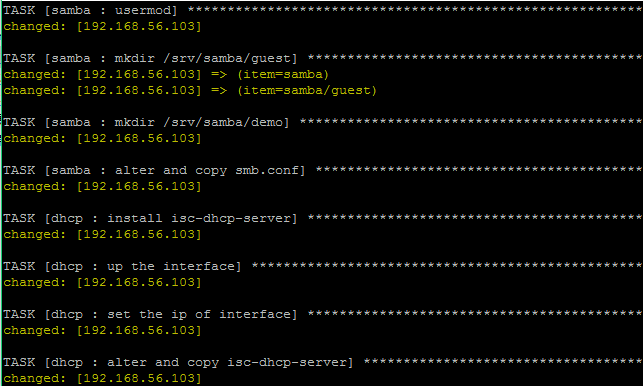 TASK [samba : usermod] *********************************************************
changed: [192.168.56.103]
TASK [samba : mkdir /srv/samba/guest] ******************************************
changed: [192.168.56.103] => (item=samba)
changed: [192.168.56.103] => (item=samba/guest)
TASK [samba : mkdir /srv/samba/demo] *******************************************
changed: [192.168.56.103]
TASK [samba : alter and copy smb.conf] *****************************************
changed: [192.168.56.103]
TASK [dhcp : install isc-dhcp-server] ******************************************
changed: [192.168.56.103]
TASK [dhcp : up the interface] *************************************************
changed: [192.168.56.103]
TASK [dhcp : set the ip of interface] ******************************************
changed: [192.168.56.103]
TASK [dhcp : alter and copy isc-dhcp-server] ***********************************
changed: [192.168.56.103]